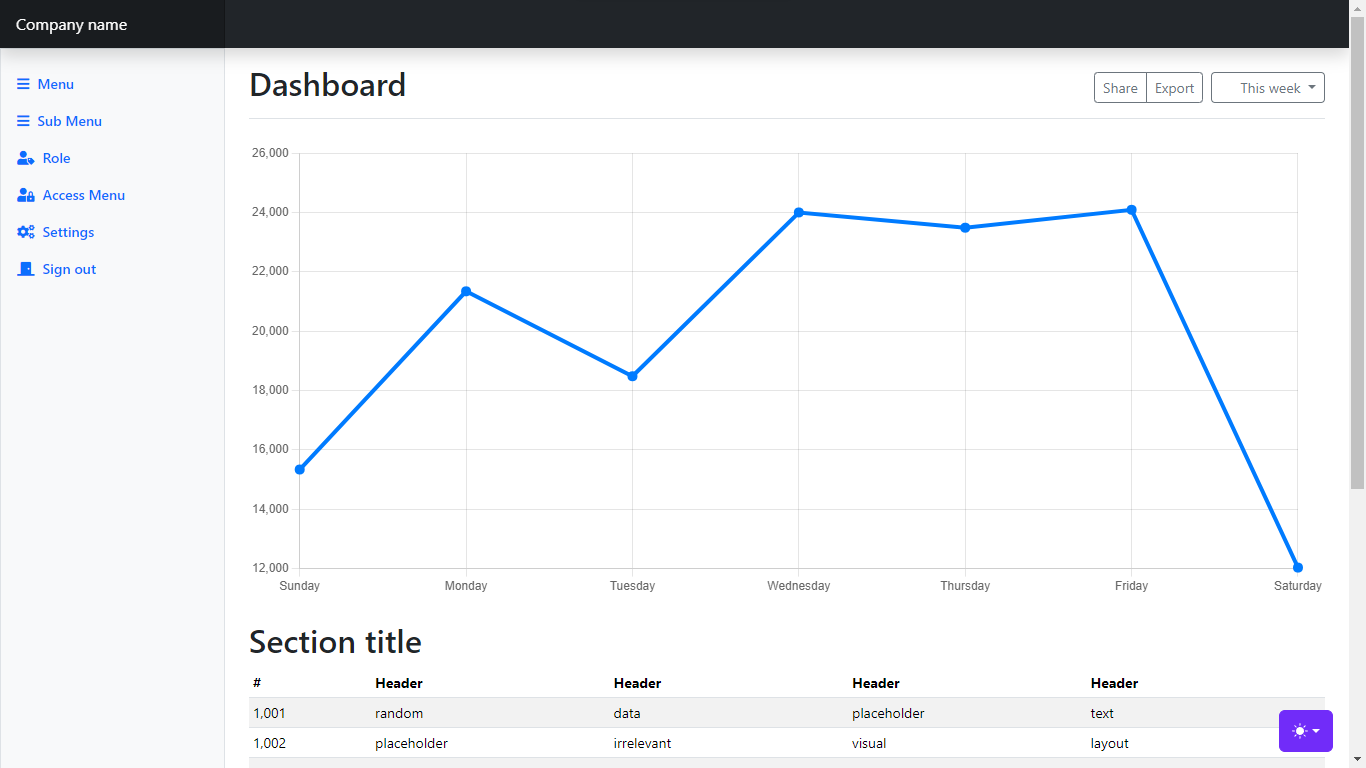 Company name
Menu
Sub Menu
Role
Access Menu
Settings
Sign out
Dashboard
Share Export This week
26,000
24,000
22,000
20,000
18,000
16,000
14,000
12,000
Sunday Monday Tuesday Wednesday Thursday Friday Saturday
Section title
# Header Header Header Header
1,001 random data placeholder text
1,002 placeholder irrelevant visual layout